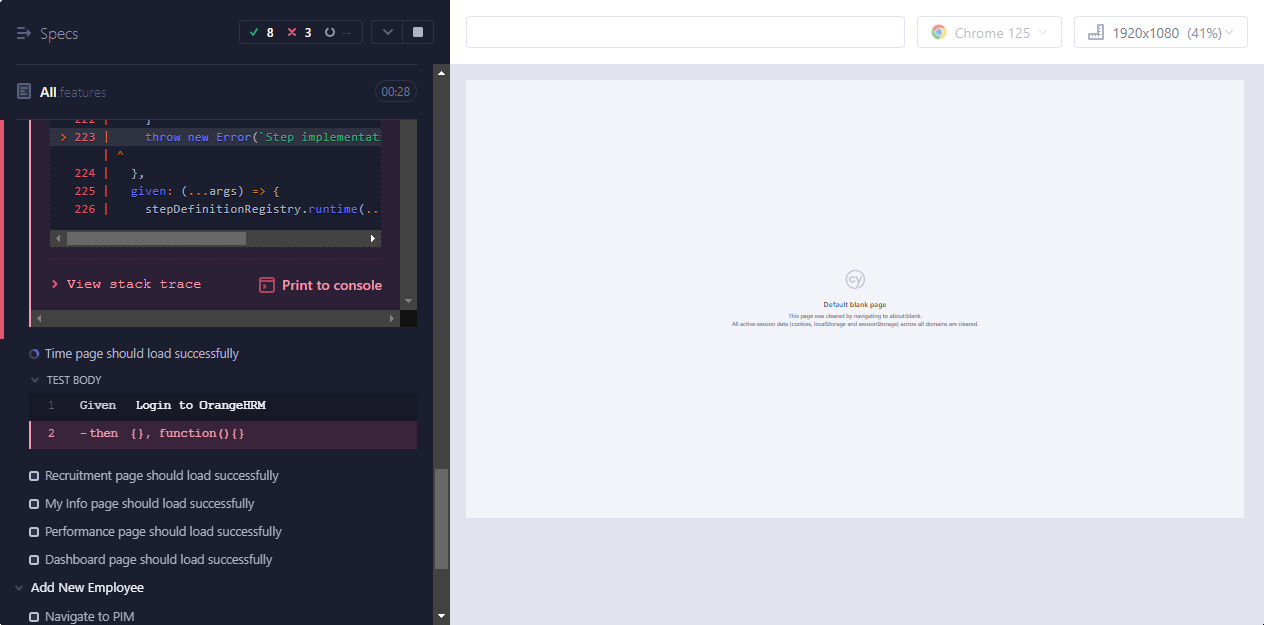 Specs
8 3 --
Chrome 125
1920x1080 (41%)
All.features
00:28
222 | }
> 223 | throw new Error(`Step implementati
| ^
224 | },
225 | given: (...args) => {
226 | stepDefinitionRegistry.runtime(..
View stack trace
Print to console
Time page should load successfully
TEST BODY
1 Given Login to OrangeHRM
2 -then {}, function(){}
Recruitment page should load successfully
My Info page should load successfully
Performance page should load successfully
Dashboard page should load successfully
Add New Employee
Navigate to PIM
cy
Default blank page
This page was cleared by navigating to about:blank.
All active session data (cookies, localStorage and sessionStorage) across all domains are cleared.